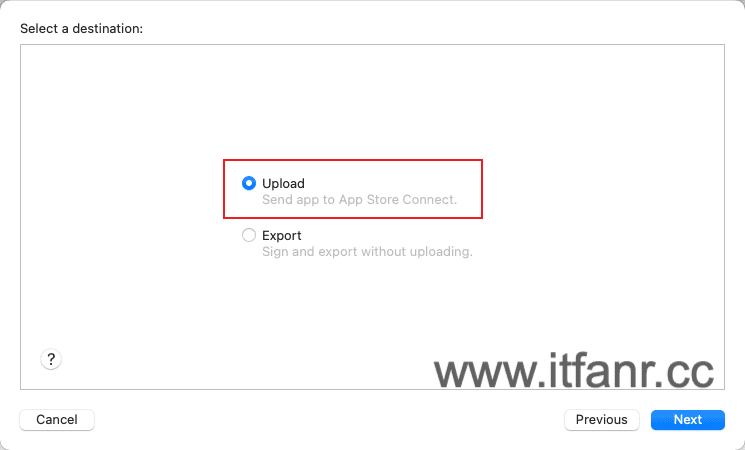 Select a destination:
Upload
Send app to App Store Connect.
Export
Sign and export without uploading.
?
www.itfanr.cc
Cancel
Previous
Next